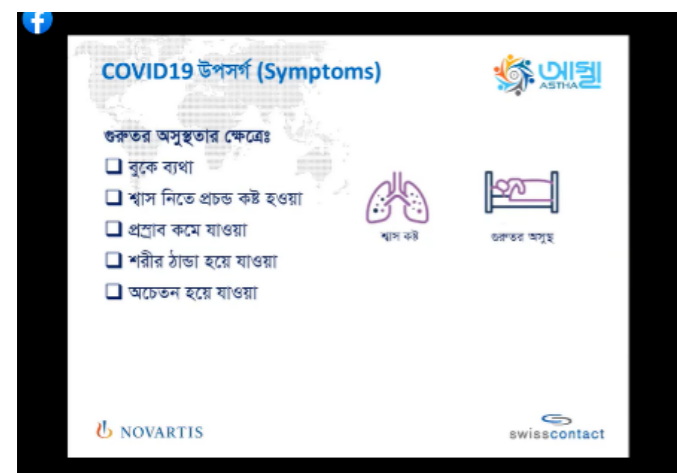 COVID19 উপসর্গ (Symptoms)
আস্থা
ASTHA
গুরুতর অসুস্থতার ক্ষেত্রেঃ
বুকে ব্যথা
শ্বাস নিতে প্রচন্ড কষ্ট হওয়া
প্রস্রাব কমে যাওয়া
শরীর ঠান্ডা হয়ে যাওয়া
অচেতন হয়ে যাওয়া
শ্বাস কষ্ট
গুরুতর অসুস্থ
NOVARTIS
swisscontact